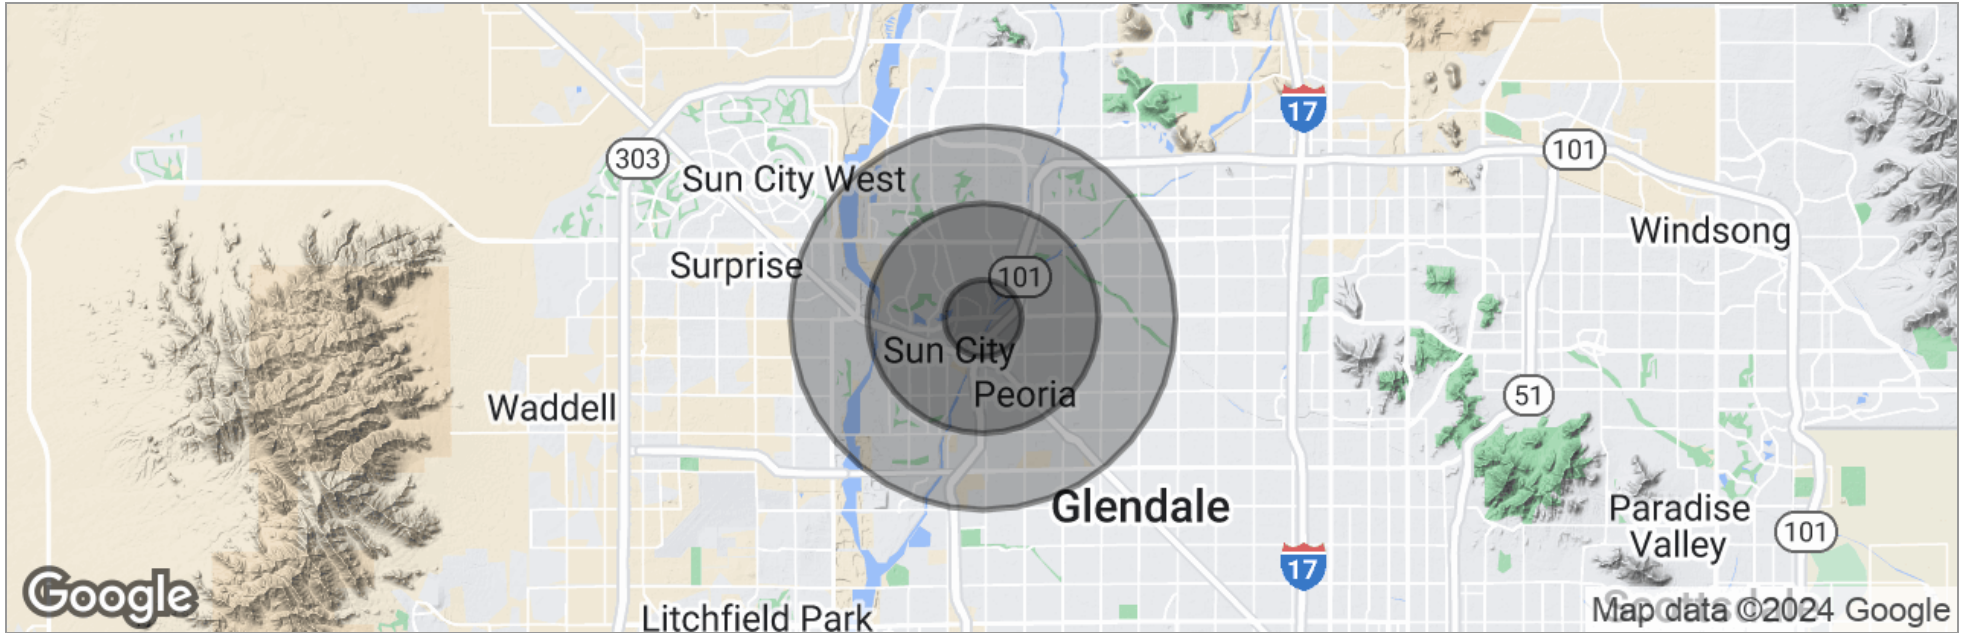 17
101
303
Sun City West
Windsong
Surprise
101
Sun City
51
Peoria
Waddell
Glendale
Paradise
Valley
101
17
Google
Litchfield Park
Scottsdale
Map data ©2024 Google